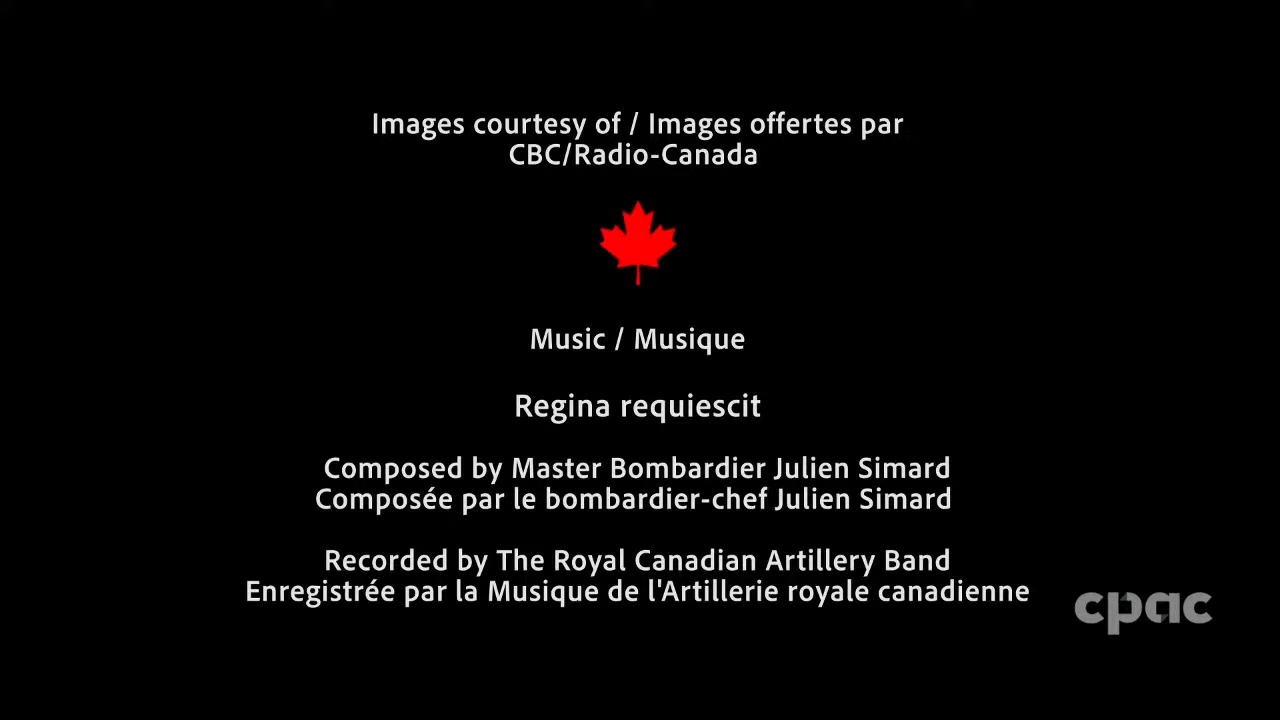 Images courtesy of / Images offertes par
CBC/Radio-Canada
Music / Musique
Regina requiescit
Composed by Master Bombardier Julien Simard
Composée par le bombardier-chef Julien Simard
Recorded by The Royal Canadian Artillery Band
Enregistrée par la Musique de l'Artillerie royale canadienne
cpac